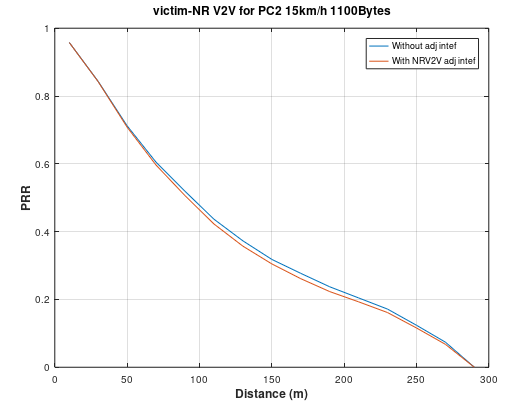 victim-NR V2V for PC2 15km/h 1100Bytes
Without adj intef
With NRV2V adj intef
1
0.8
0.6
0.4
0.2
0
PRR
0
50
100
150
200
250
300
Distance (m)